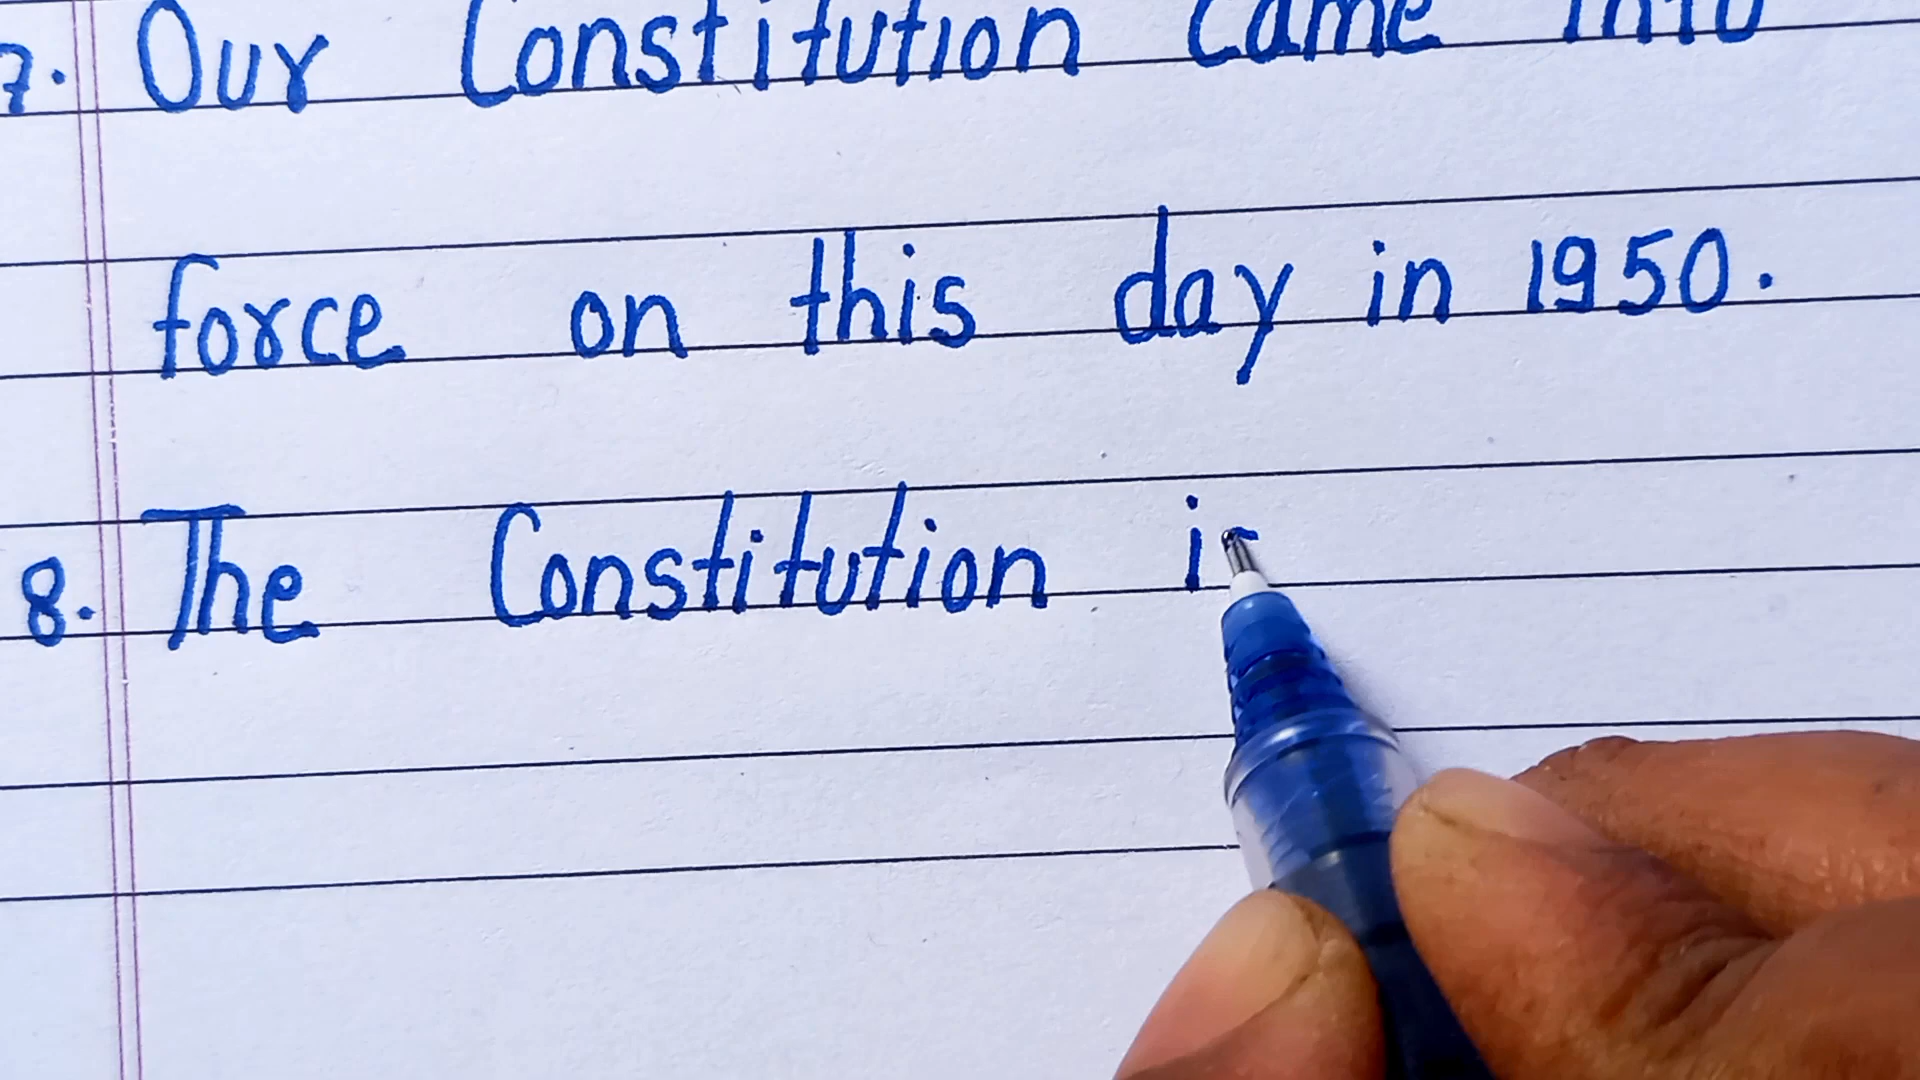 7. Our Constitution came into
force on this day in 1950.
8. The Constitution